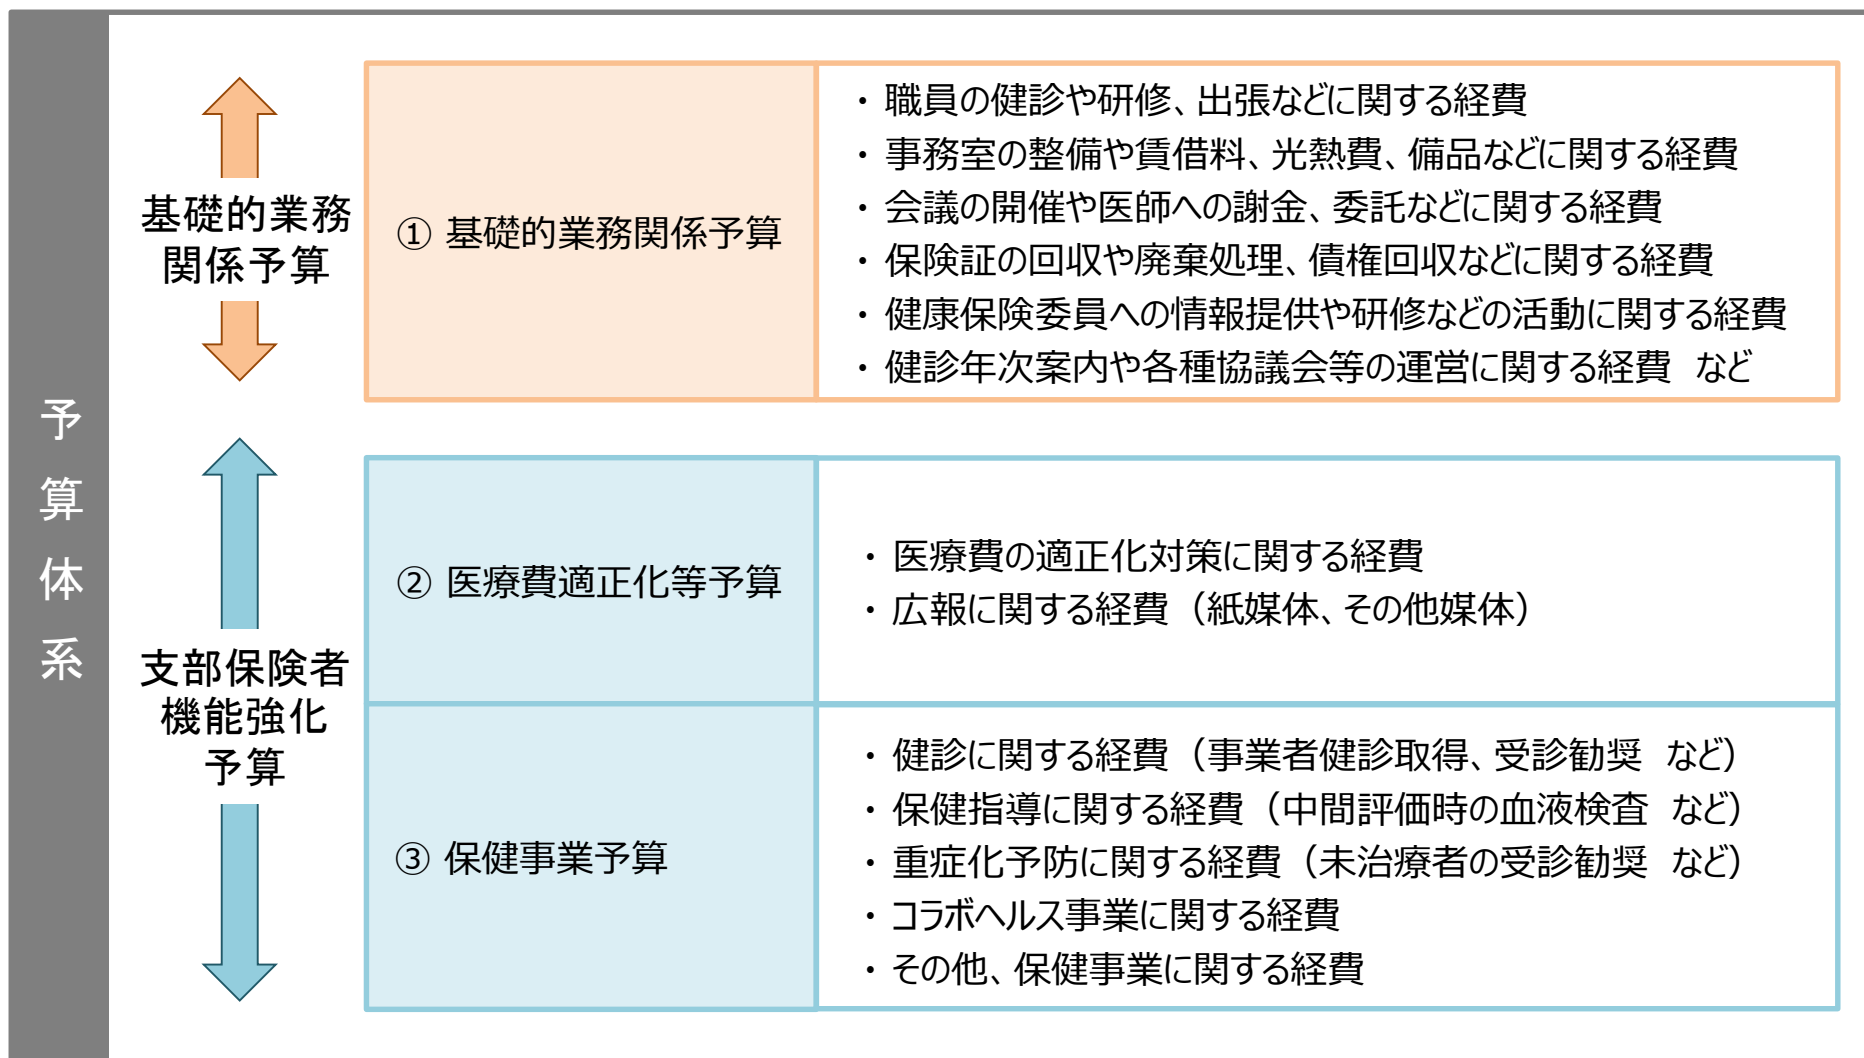 予算体系
基礎的業務
関係予算
① 基礎的業務関係予算
・ 職員の健診や研修、出張などに関する経費
・ 事務室の整備や賃借料、光熱費、備品などに関する経費
・ 会議の開催や医師への謝金、委託などに関する経費
・ 保険証の回収や廃棄処理、債権回収などに関する経費
・ 健康保険委員への情報提供や研修などの活動に関する経費
・ 健診年次案内や各種協議会等の運営に関する経費 など
支部保険者
機能強化
予算
② 医療費適正化等予算
・ 医療費の適正化対策に関する経費
・ 広報に関する経費（紙媒体、その他媒体）
③ 保健事業予算
・ 健診に関する経費（事業者健診取得、受診勧奨 など）
・ 保健指導に関する経費（中間評価時の血液検査 など）
・ 重症化予防に関する経費（未治療者の受診勧奨 など）
・ コラボヘルス事業に関する経費
・ その他、保健事業に関する経費